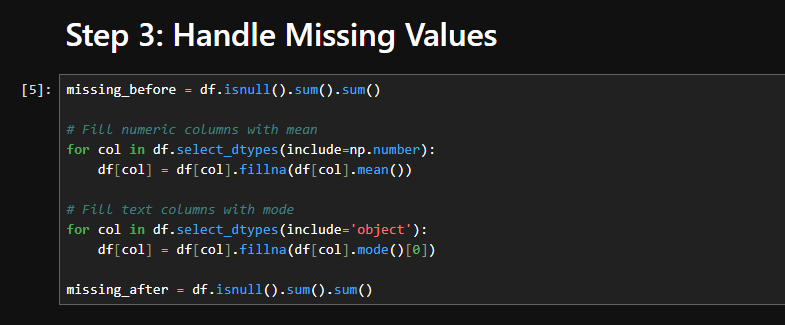 Step 3: Handle Missing Values
[5]:
missing_before = df.isnull().sum().sum()
# Fill numeric columns with mean
for col in df.select_dtypes(include=np.number):
    df[col] = df[col].fillna(df[col].mean())
# Fill text columns with mode
for col in df.select_dtypes(include='object'):
    df[col] = df[col].fillna(df[col].mode()[0])
missing_after = df.isnull().sum().sum()